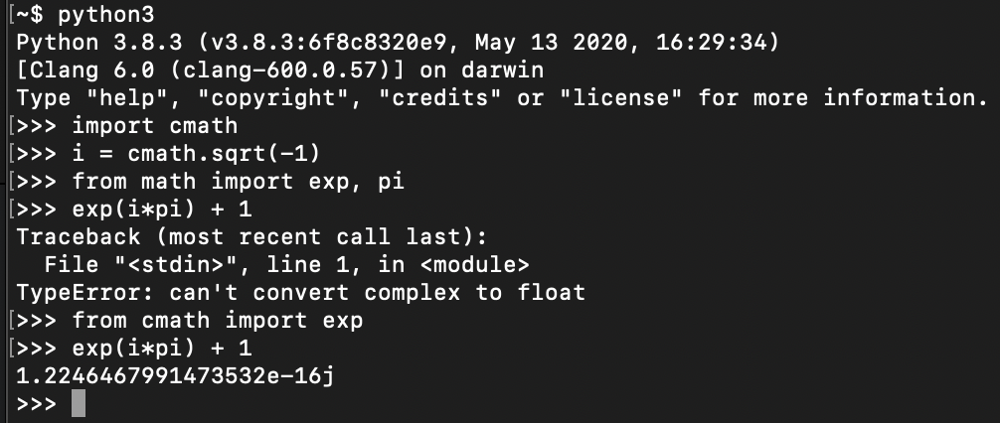 [~$ python3
Python 3.8.3 (v3.8.3:6f8c8320e9, May 13 2020, 16:29:34)
[Clang 6.0 (clang-600.0.57)] on darwin
Type "help", "copyright", "credits" or "license" for more information.
[>>> import cmath
[>>> i = cmath.sqrt(-1)
[>>> from math import exp, pi
[>>> exp(i*pi) + 1
Traceback (most recent call last):
  File "<stdin>", line 1, in <module>
TypeError: can't convert complex to float
[>>> from cmath import exp
[>>> exp(i*pi) + 1
1.2246467991473532e-16j
>>>